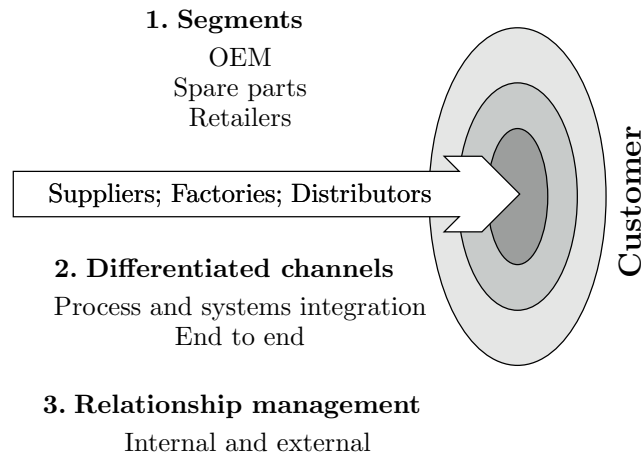 1. Segments
OEM
Spare parts
Retailers
Suppliers; Factories; Distributors
Customer
2. Differentiated channels
Process and systems integration
End to end
3. Relationship management
Internal and external